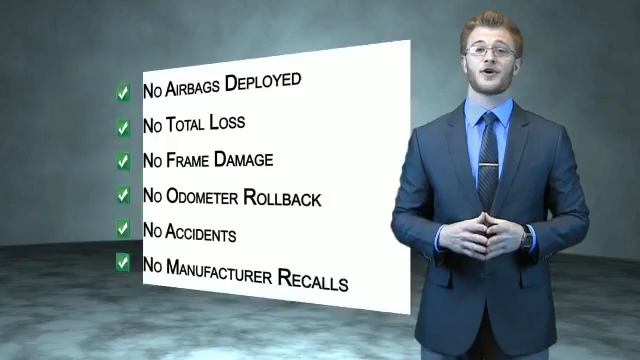 No Airbags Deployed
No Total Loss
No Frame Damage
No Odometer Rollback
No Accidents
No Manufacturer Recalls